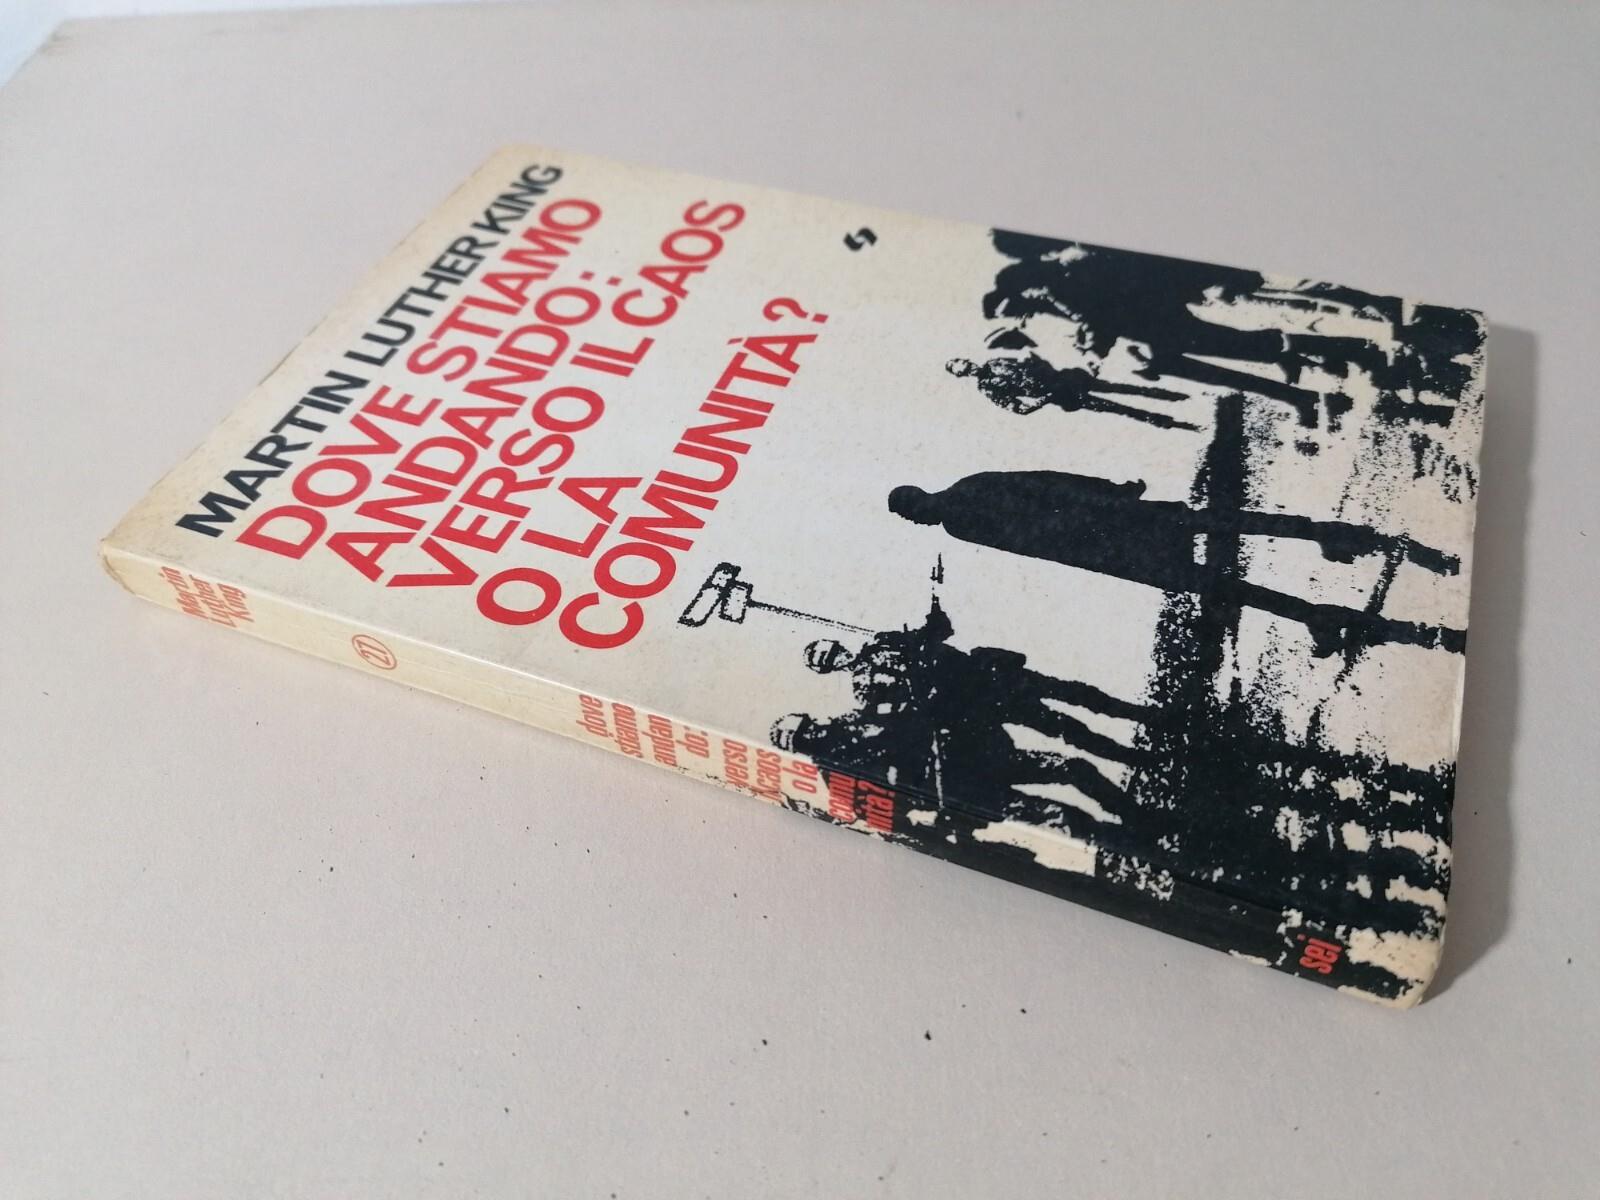 MARTIN LUTHER KING
DOVE STIAMO
ANDANDO:
VERSO IL CAOS
O LA
COMUNITÀ?
Martin
Luther
King
27
dove
stiamo
andan
do:
verso
il caos
o la
comu
nità?
sei